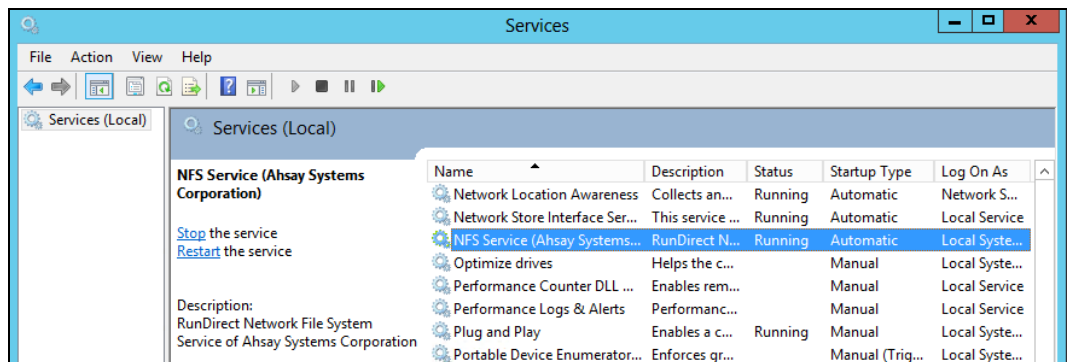 Services
File Action View Help
Services (Local)
Services (Local)
NFS Service (Ahsay Systems
Corporation)
Stop the service
Restart the service
Description:
RunDirect Network File System
Service of Ahsay Systems Corporation
Name Description Status Startup Type Log On As
Network Location Awareness Collects an... Running Automatic Network S...
Network Store Interface Ser... This service ... Running Automatic Local Service
NFS Service (Ahsay Systems... RunDirect N... Running Automatic Local Syste...
Optimize drives Helps the c... Manual Local Syste...
Performance Counter DLL ... Enables rem... Manual Local Service
Performance Logs & Alerts Performanc... Manual Local Service
Plug and Play Enables a c... Running Manual Local Syste...
Portable Device Enumerator... Enforces gr... Manual (Trig... Local Syste...